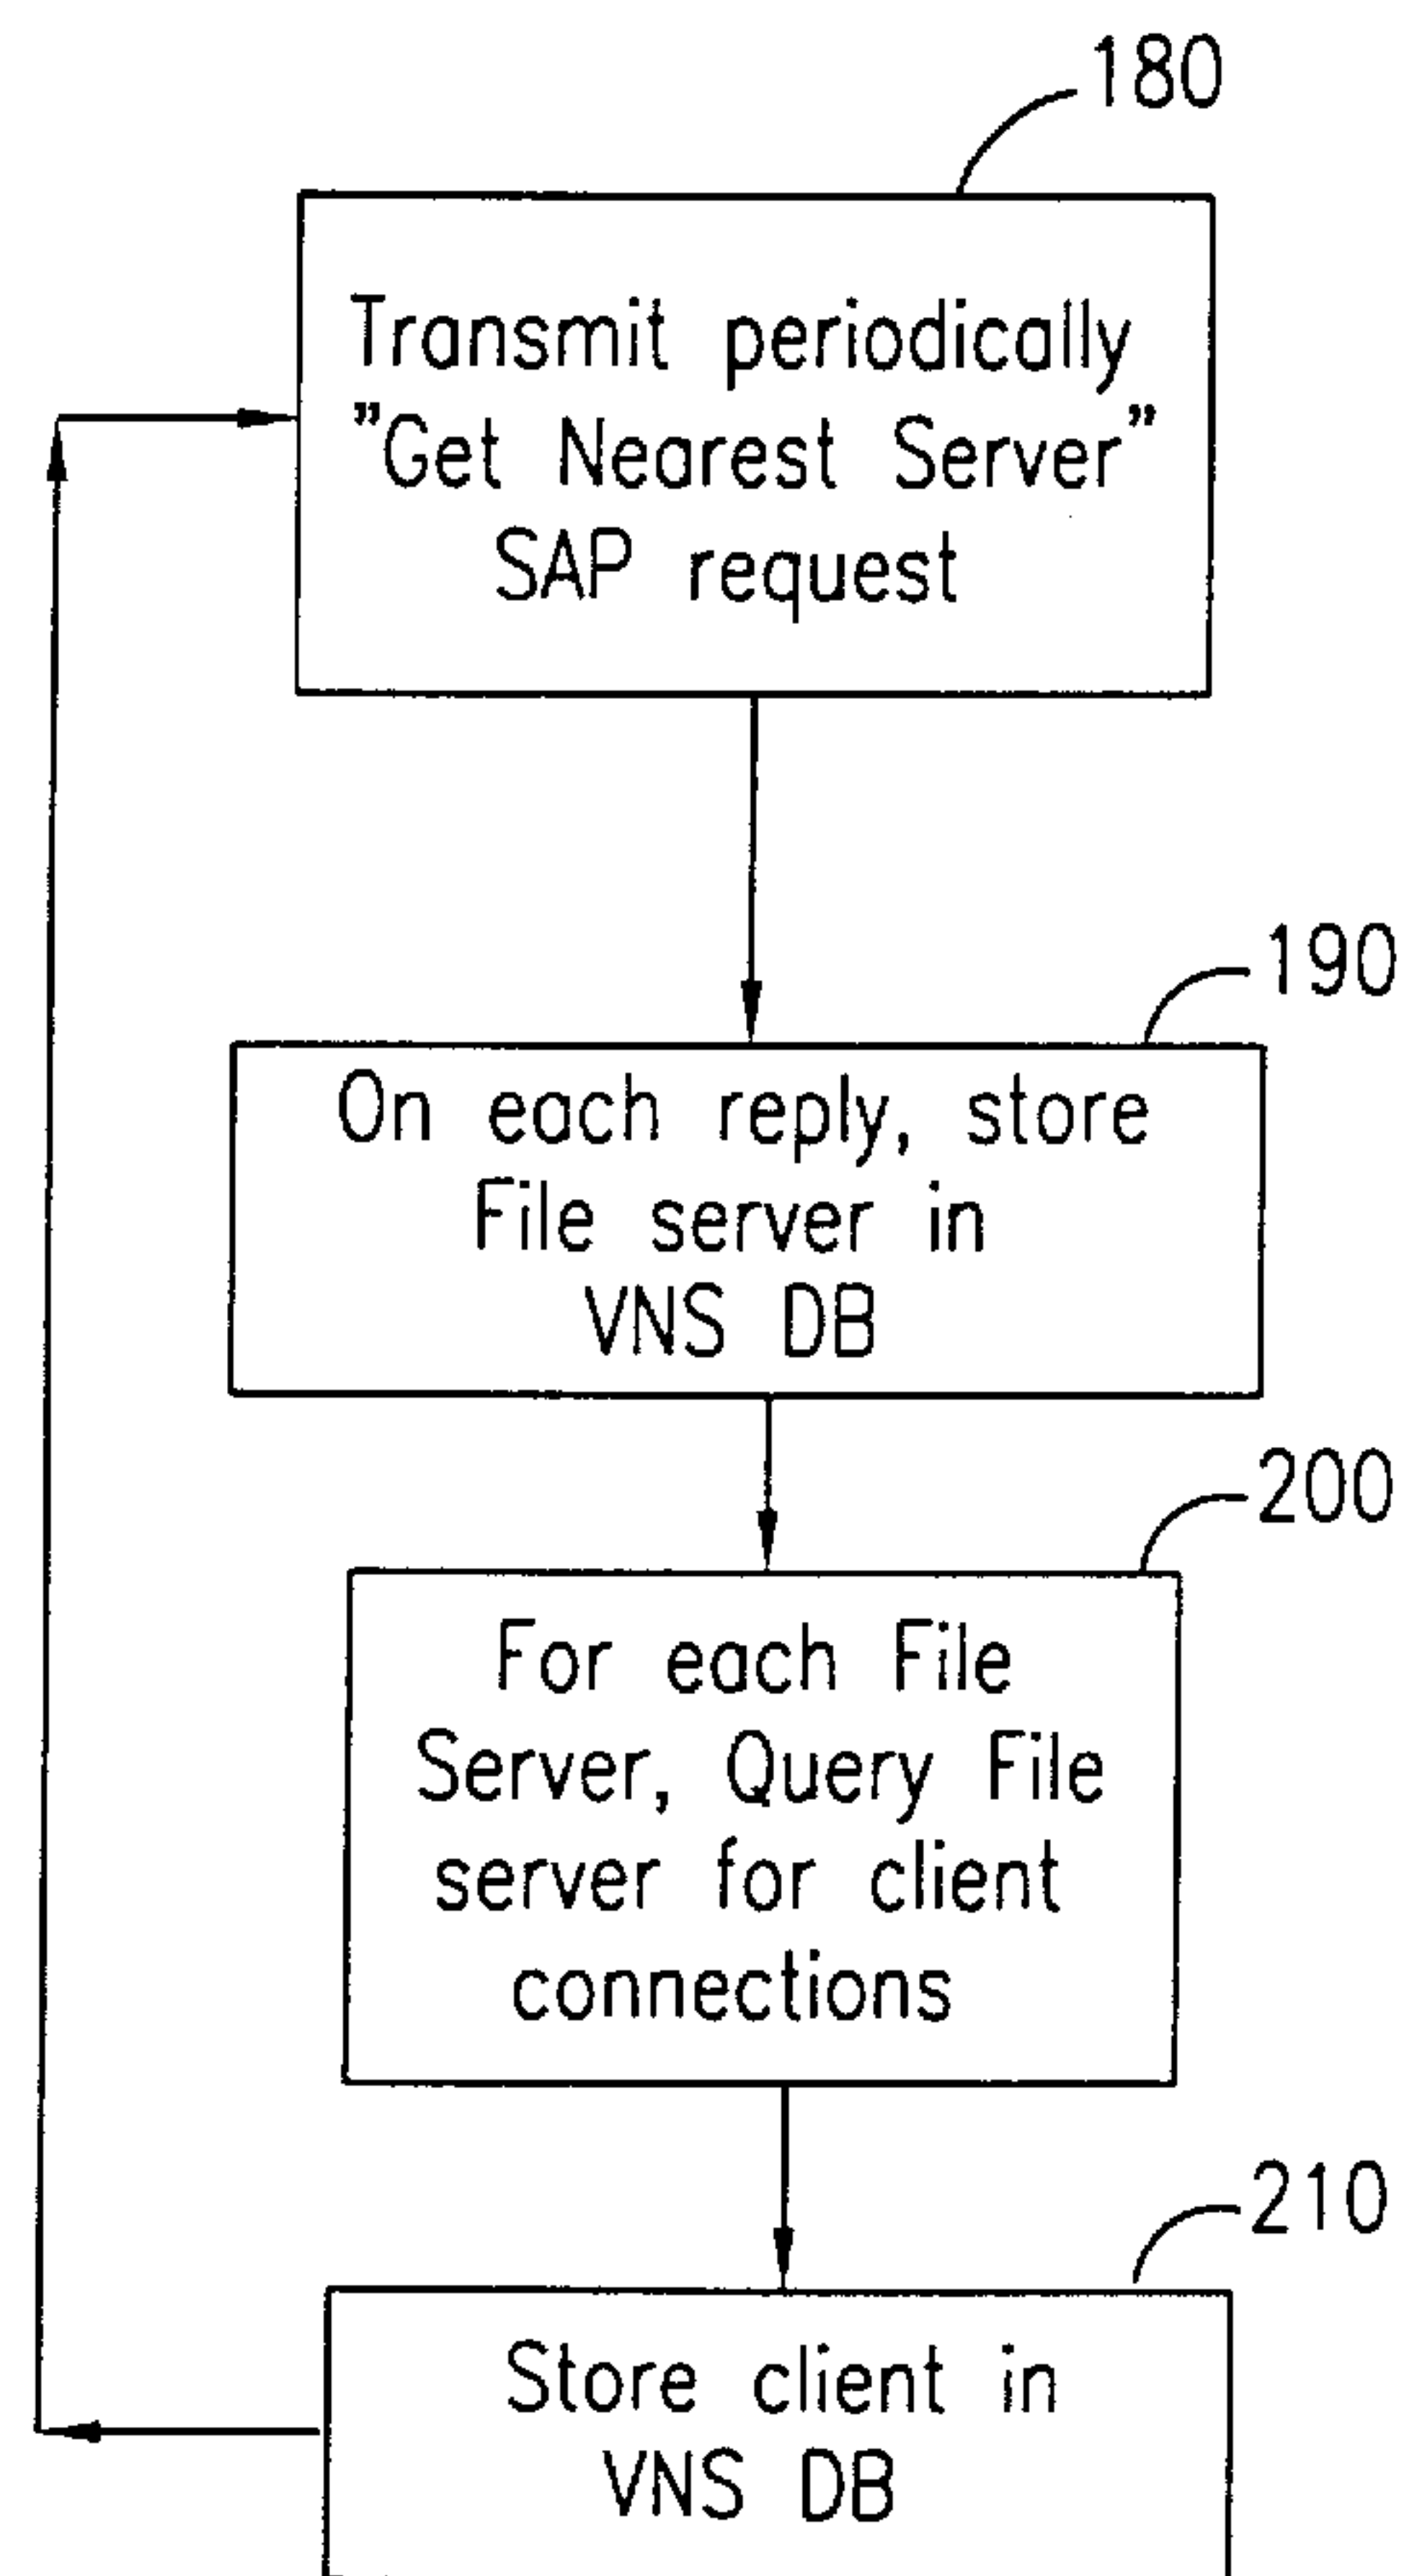 180
Transmit periodically
"Get Nearest Server"
SAP request
190
On each reply, store
File server in
VNS DB
200
For each File
Server, Query File
server for client
connections
210
Store client in
VNS DB